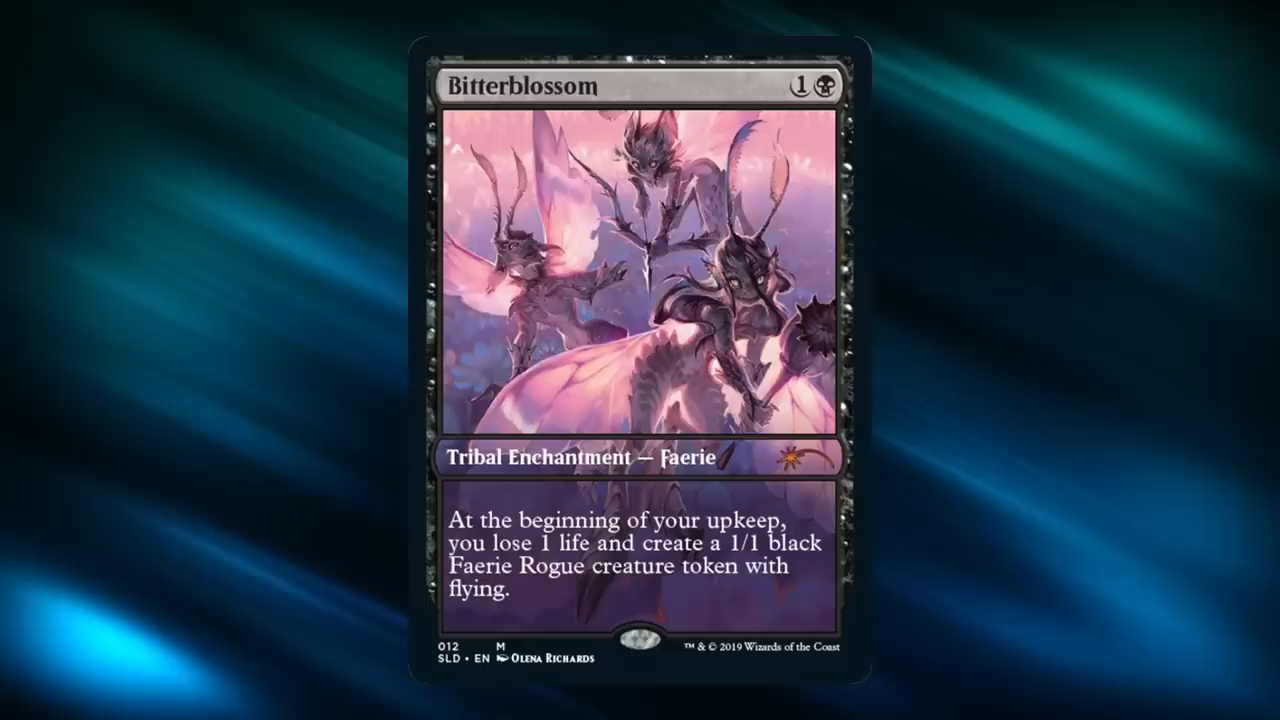 Bitterblossom 1
Tribal Enchantment — Faerie
At the beginning of your upkeep,
you lose 1 life and create a 1/1 black
Faerie Rogue creature token with
flying.
012 M
SLD • EN Olena Richards
™ & © 2019 Wizards of the Coast